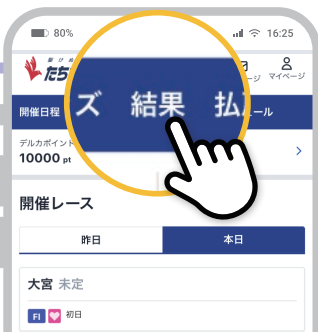 80% 16:25
たち
ージ マイページ
開催日程 ール
ズ 結果 払
デルカポイント
10000 pt
開催レース
昨日 本日
大宮 未定
FI 初日